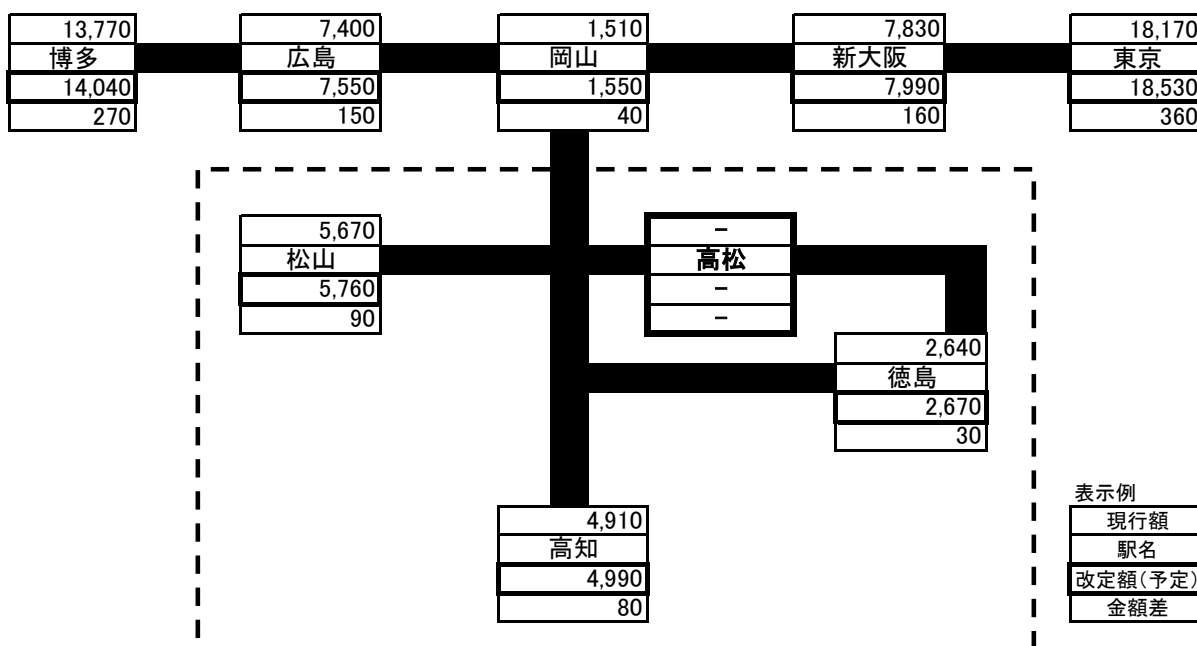 13,770
博多
14,040
270
7,400
広島
7,550
150
1,510
岡山
1,550
40
7,830
新大阪
7,990
160
18,170
東京
18,530
360
5,670
松山
5,760
90
－
高松
－
－
2,640
徳島
2,670
30
4,910
高知
4,990
80
表示例
現行額
駅名
改定額(予定)
金額差